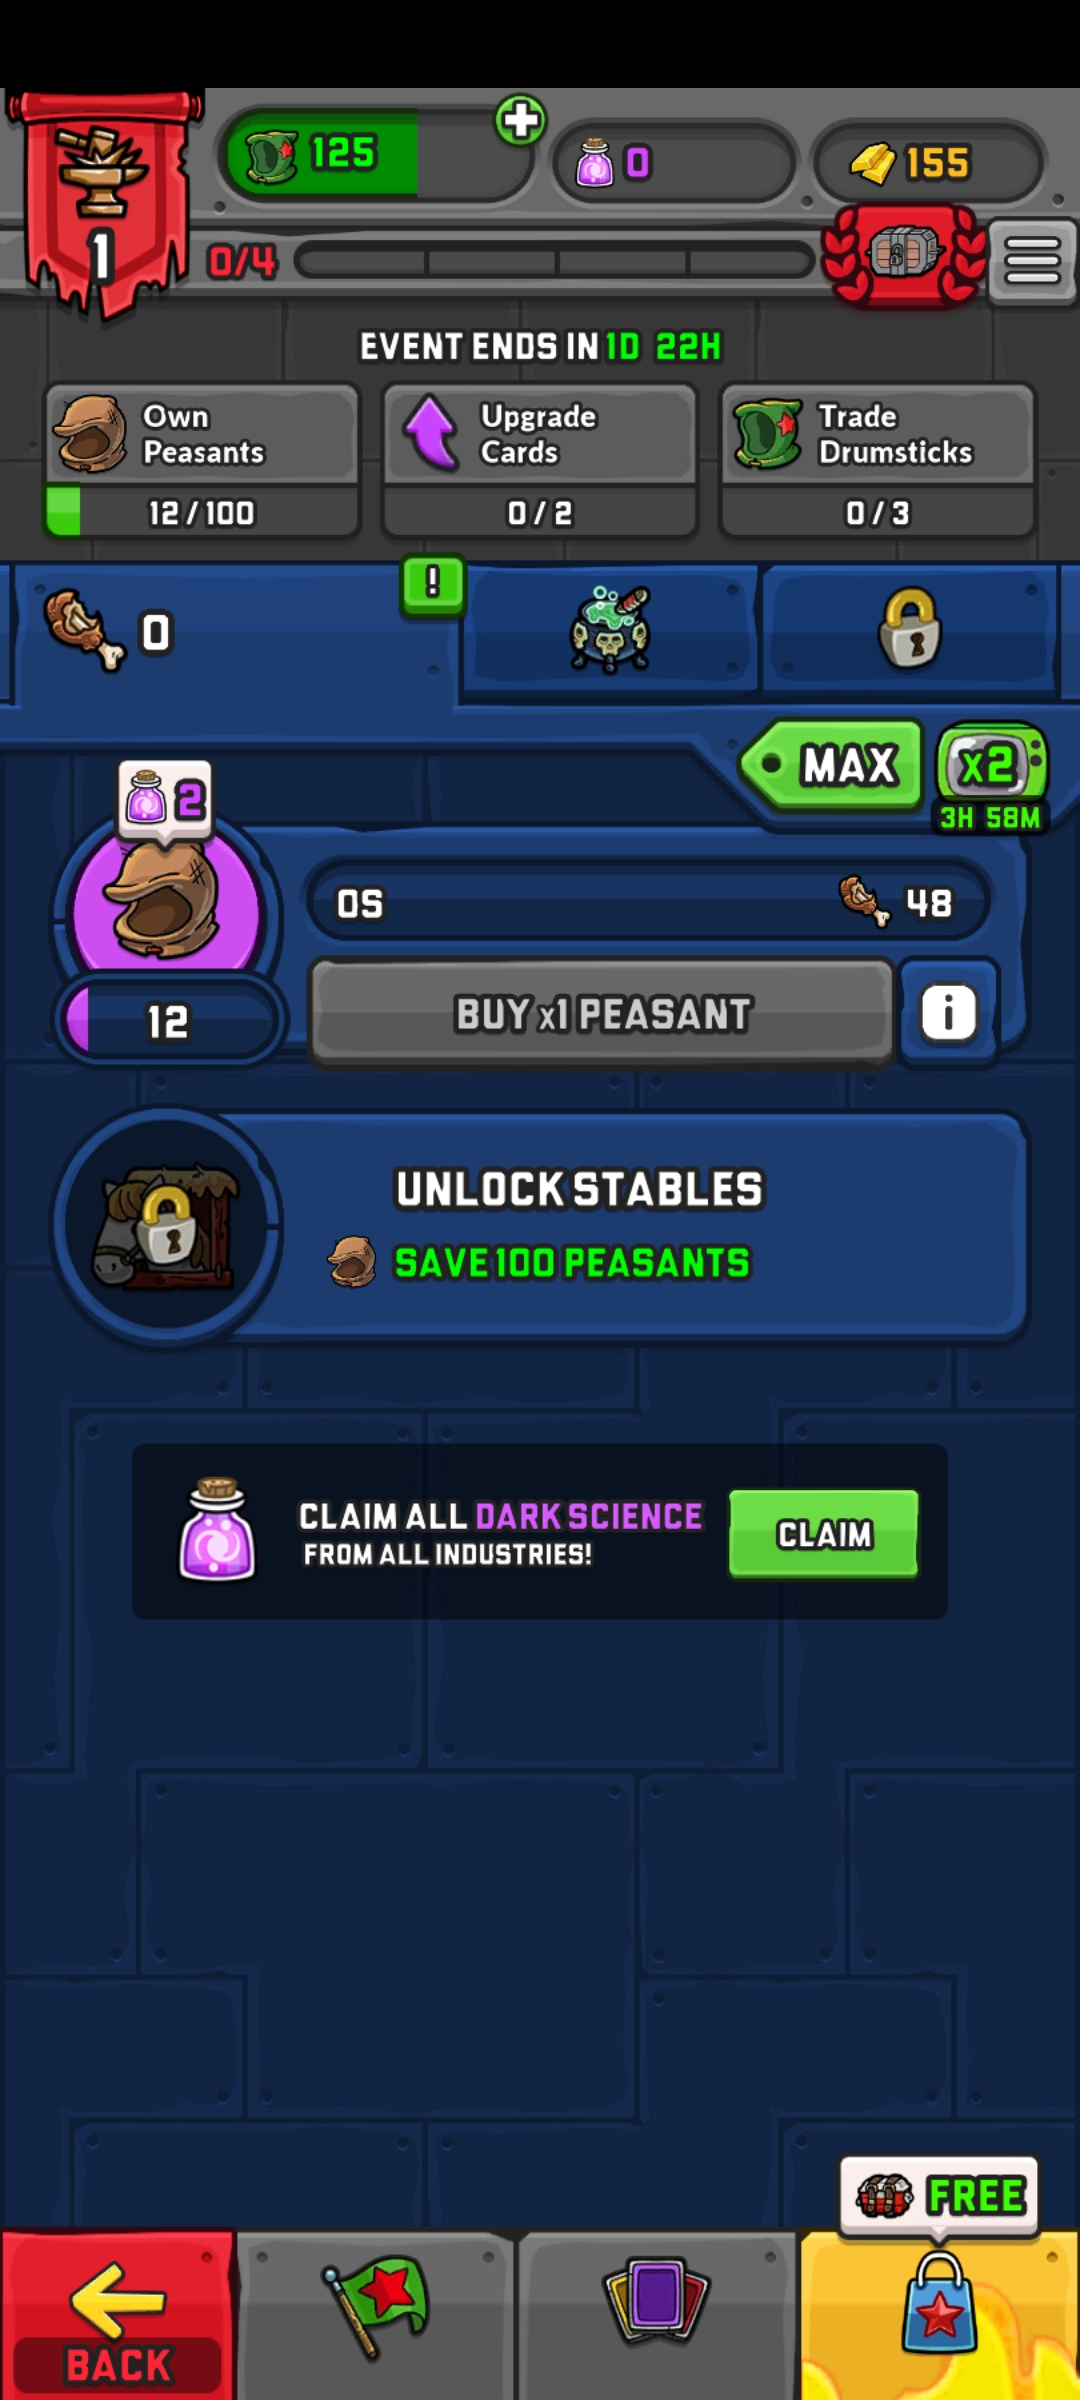 125
0
155
1
0/4
EVENT ENDS IN 1D 22H
Own
Peasants
12/100
Upgrade
Cards
0/2
Trade
Drumsticks
0/3
0
!
MAX
x2
3H 58M
2
0S
48
12
BUY x1 PEASANT
i
UNLOCK STABLES
SAVE 100 PEASANTS
CLAIM ALL DARK SCIENCE
FROM ALL INDUSTRIES!
CLAIM
FREE
BACK